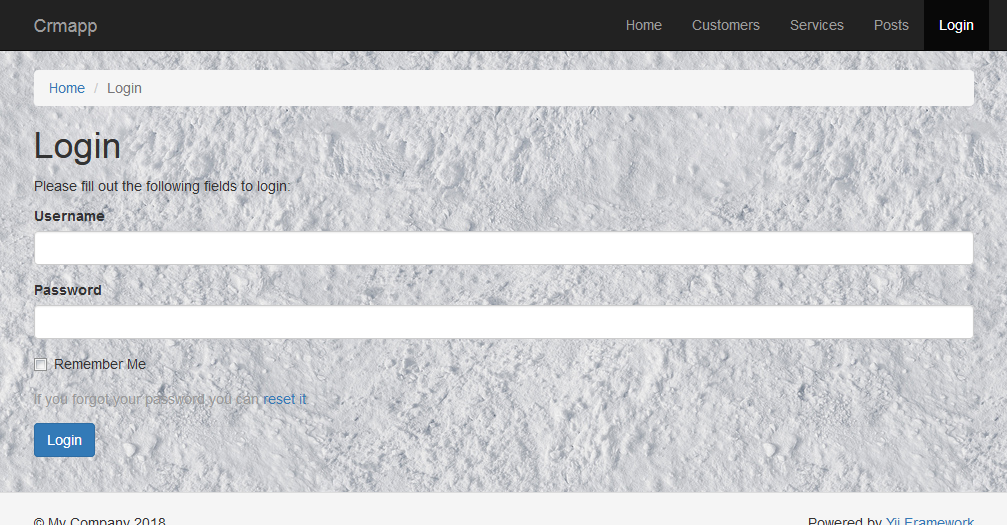 Crmapp Home Customers Services Posts Login
Home / Login
Login
Please fill out the following fields to login:
Username
Password
Remember Me
If you forgot your password you can reset it.
Login
© My Company 2018 Powered by Yii Framework